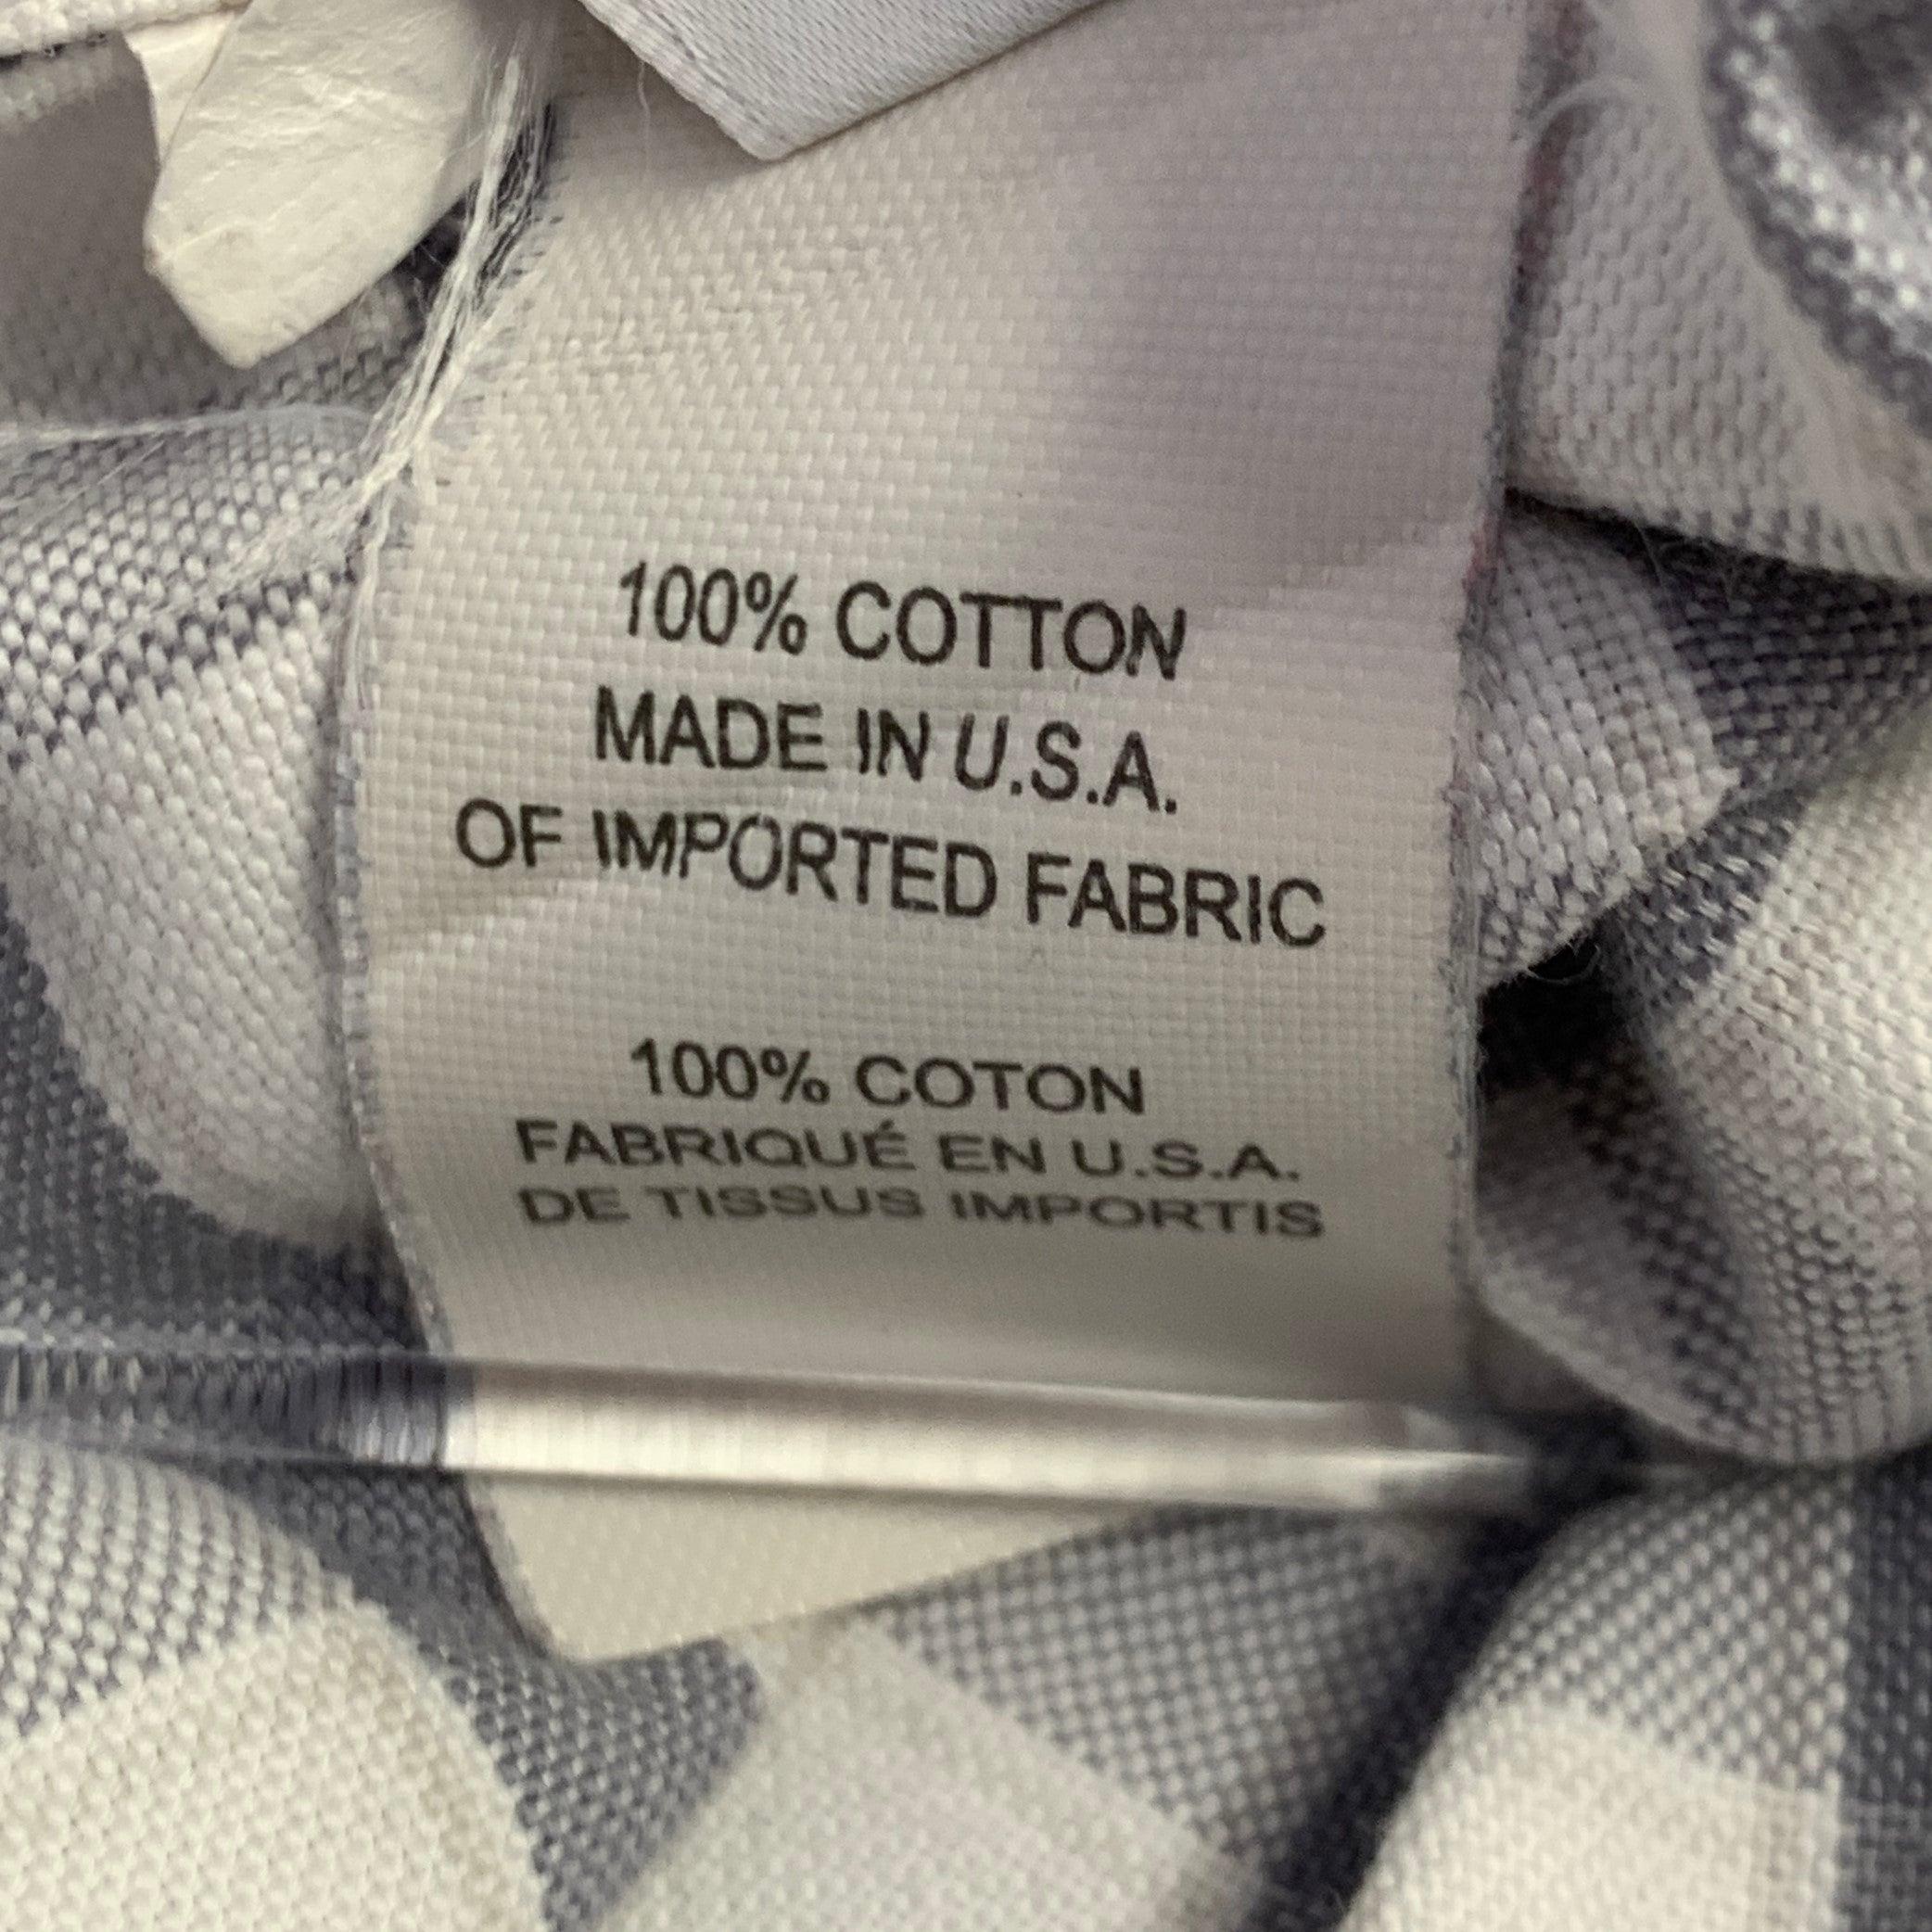 100% COTTON
MADE IN U.S.A.
OF IMPORTED FABRIC
100% COTON
FABRIQUÉ EN U.S.A.
DE TISSUS IMPORTIS